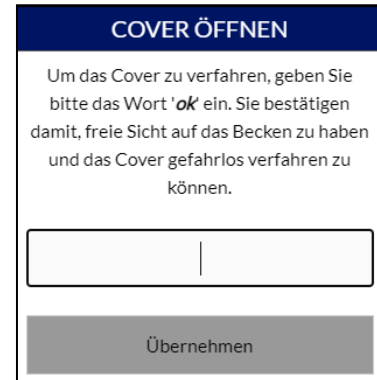 COVER ÖFFNEN
Um das Cover zu verfahren, geben Sie
bitte das Wort 'ok' ein. Sie bestätigen
damit, freie Sicht auf das Becken zu haben
und das Cover gefahrlos verfahren zu
können.
Übernehmen